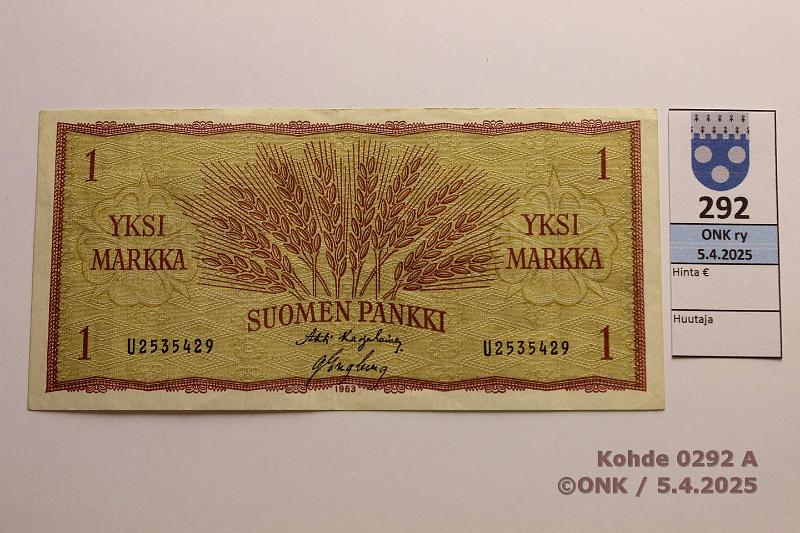 1
1
YKSI
MARKKA
YKSI
MARKKA
SUOMEN PANKKI
1
U2535429
U2535429
1
1963
292
ONK ry
5.4.2025
Hinta €
Huutaja
Kohde 0292 A
©ONK / 5.4.2025